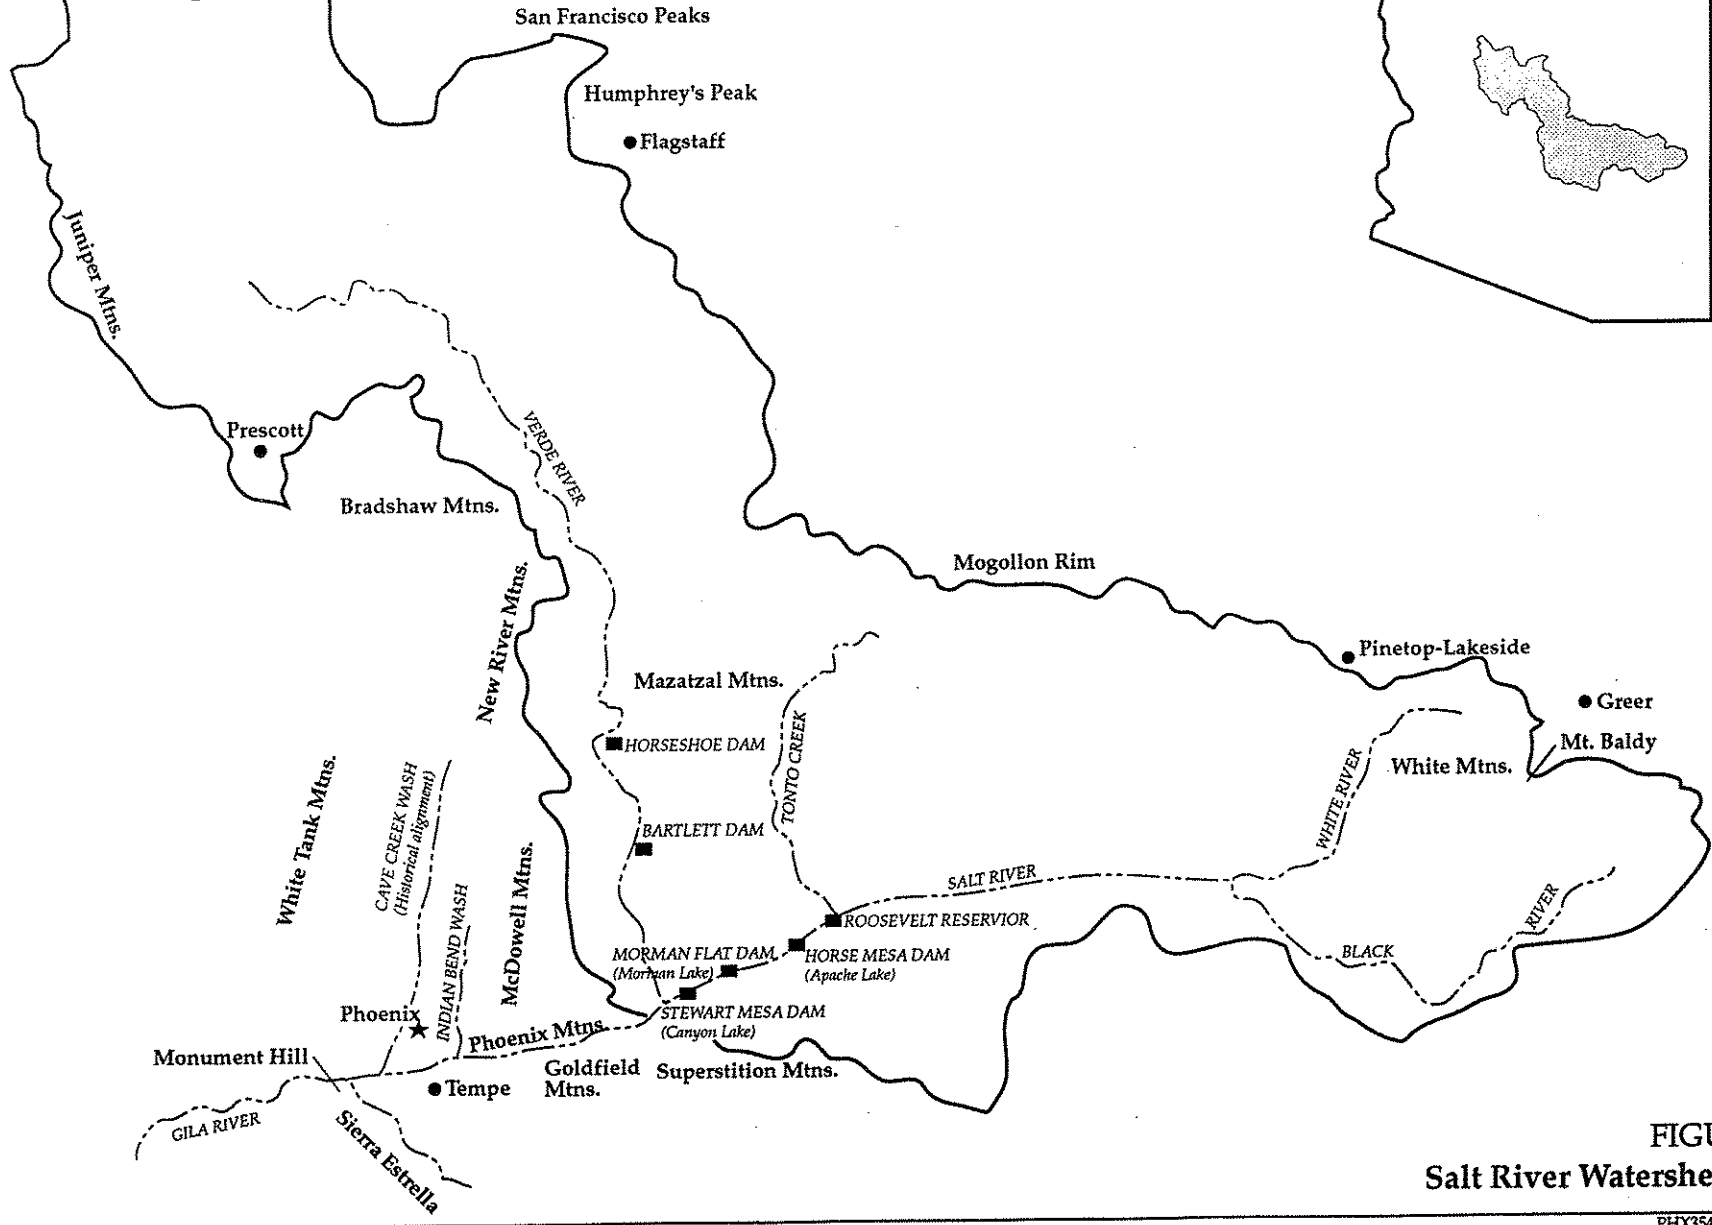 San Francisco Peaks
Humphrey's Peak
Flagstaff
Juniper Mtns.
Prescott
VERDE RIVER
Bradshaw Mtns.
Mogollon Rim
New River Mtns.
Pinetop-Lakeside
Mazatzal Mtns.
Greer
HORSESHOE DAM
TONTO CREEK
Mt. Baldy
White Mtns.
WHITE RIVER
White Tank Mtns.
CAVE CREEK WASH
(Historical alignment)
BARTLETT DAM
McDowell Mtns.
INDIAN BEND WASH
SALT RIVER
ROOSEVELT RESERVIOR
RIVER
BLACK
MORMAN FLAT DAM
(Morman Lake)
HORSE MESA DAM
(Apache Lake)
Phoenix
STEWART MESA DAM
(Canyon Lake)
Phoenix Mtns.
Monument Hill
Goldfield
Mtns.
Superstition Mtns.
Tempe
GILA RIVER
Sierra Estrella
FIGU
Salt River Watershe